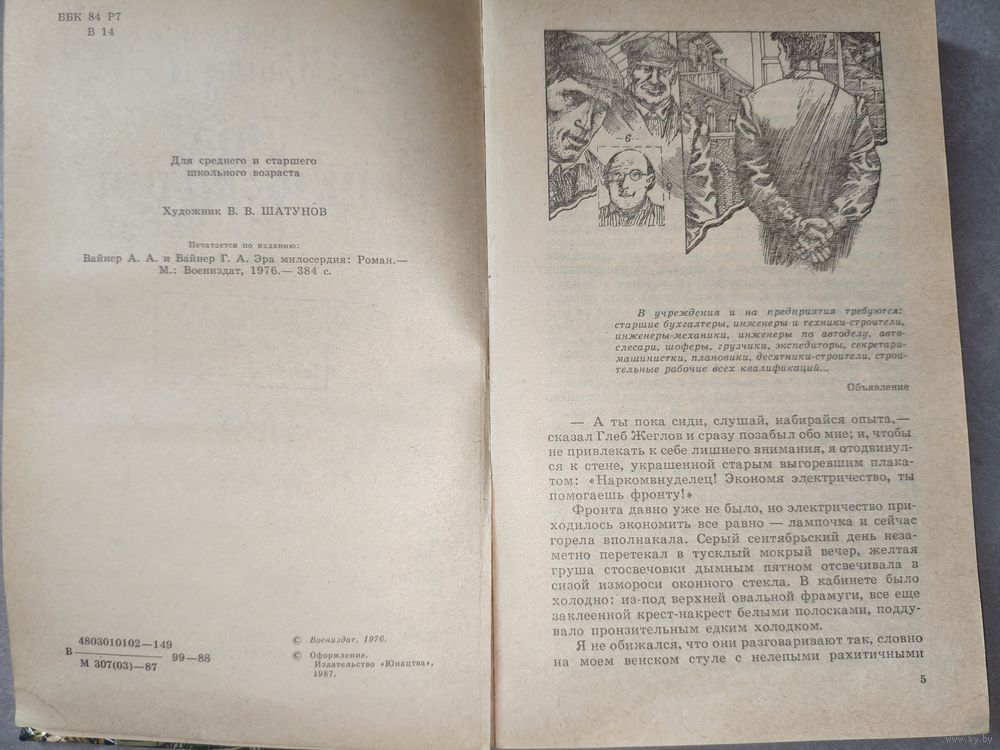 ББК 84 Р7
В 14
Для среднего и старшего
школьного возраста
Художник В. В. ШАТУНОВ
Печатается по изданию:
Вайнер А. А. и Вайнер Г. А. Эра милосердия: Роман.—
М.: Воениздат, 1976.— 384 с.
4803010102—149
В 99—88
М 307(03)—87
© Воениздат, 1976.
© Оформление.
Издательство «Юнацтва»,
1987.
—6—
В учреждения и на предприятия требуются:
старшие бухгалтеры, инженеры и техники-строители,
инженеры-механики, инженеры по автоделу, авто-
слесари, шоферы, грузчики, экспедиторы, секретари-
машинистки, плановики, десятники-строители, строи-
тельные рабочие всех квалификаций...
Объявление
— А ты пока сиди, слушай, набирайся опыта,—
сказал Глеб Жеглов и сразу позабыл обо мне; и, чтобы
не привлекать к себе лишнего внимания, я отодвинул-
ся к стене, украшенной старым выгоревшим плака-
том: «Наркомвнуделец! Экономя электричество, ты
помогаешь фронту!»
Фронта давно уже не было, но электричество при-
ходилось экономить все равно — лампочка и сейчас
горела вполнакала. Серый сентябрьский день неза-
метно перетекал в тусклый мокрый вечер, желтая
груша стосвечовки дымным пятном отсвечивала в
сизой измороси оконного стекла. В кабинете было
холодно: из-под верхней овальной фрамуги, все еще
заклеенной крест-накрест белыми полосками, подду-
вало пронзительным едким холодком.
Я не обижался, что они разговаривают так, словно
на моем венском стуле с нелепыми рахитичными
5
www.ay.by